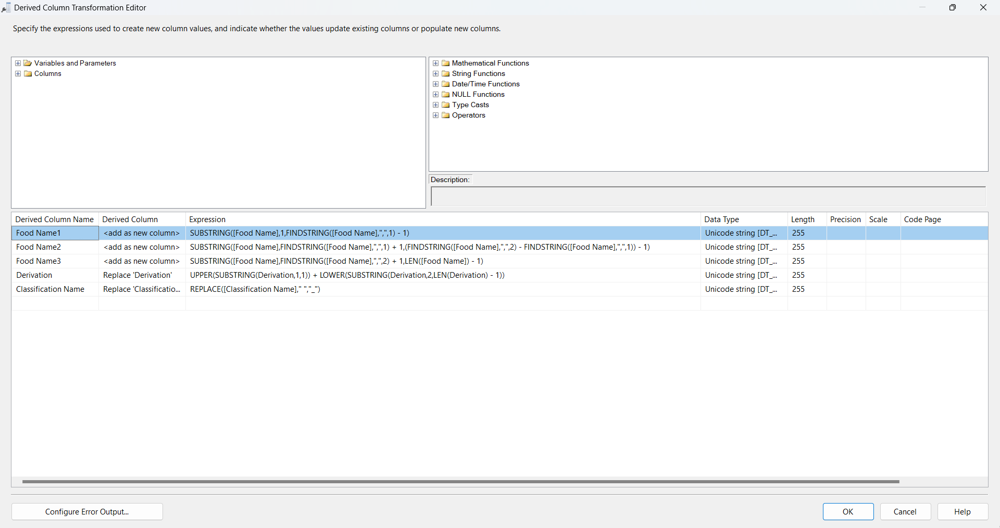 Derived Column Transformation Editor
Specify the expressions used to create new column values, and indicate whether the values update existing columns or populate new columns.
Variables and Parameters
Columns
Mathematical Functions
String Functions
Date/Time Functions
NULL Functions
Type Casts
Operators
Description:
Derived Column Name Derived Column Expression Data Type Length Precision Scale Code Page
Food Name1 <add as new column> SUBSTRING([Food Name],1,FINDSTRING([Food Name],",",1) - 1) Unicode string [DT_... 255
Food Name2 <add as new column> SUBSTRING([Food Name],FINDSTRING([Food Name],",",1) + 1,(FINDSTRING([Food Name],",",2) - FINDSTRING([Food Name],",",1)) - 1) Unicode string [DT_... 255
Food Name3 <add as new column> SUBSTRING([Food Name],FINDSTRING([Food Name],",",2) + 1,LEN([Food Name]) - 1) Unicode string [DT_... 255
Derivation Replace 'Derivation' UPPER(SUBSTRING(Derivation,1,1)) + LOWER(SUBSTRING(Derivation,2,LEN(Derivation) - 1)) Unicode string [DT_... 255
Classification Name Replace 'Classificatio... REPLACE([Classification Name]," ","_") Unicode string [DT_... 255
Configure Error Output... OK Cancel Help